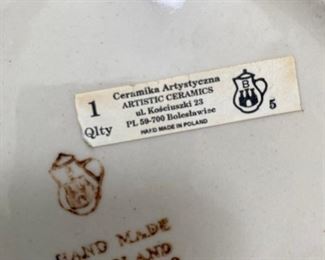 1
Qlty
Ceramika Artystyczna
ARTISTIC CERAMICS
ul. Kościuszki 23
PL 59-700 Bolesławiec
HAND MADE IN POLAND
B
5
HAND MADE